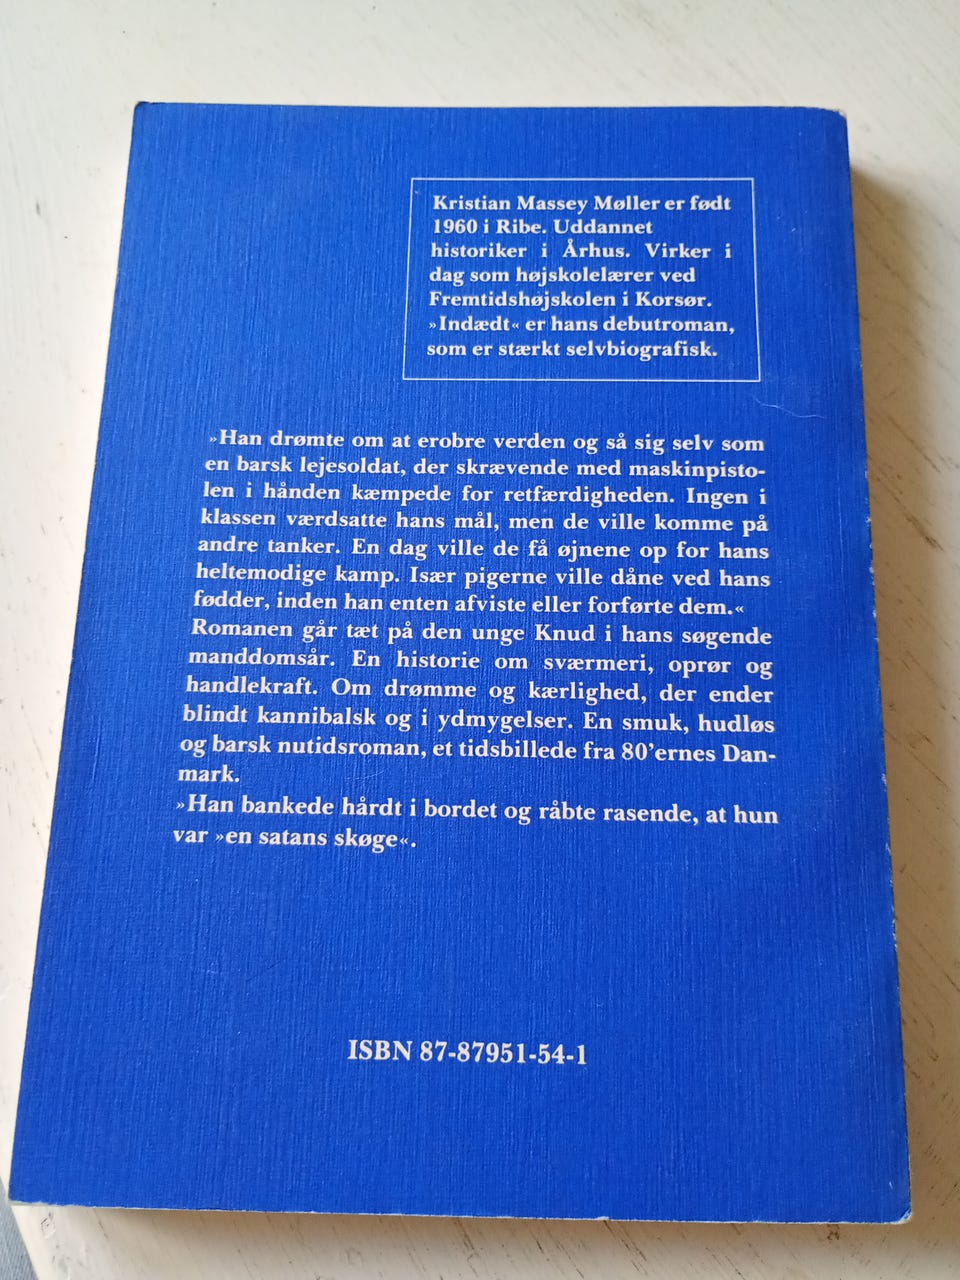 Kristian Massey Møller er født
1960 i Ribe. Uddannet
historiker i Århus. Virker i
dag som højskolelærer ved
Fremtidshøjskolen i Korsør.
»Indædt« er hans debutroman,
som er stærkt selvbiografisk.
»Han drømte om at erobre verden og så sig selv som
en barsk lejesoldat, der skrævende med maskinpisto-
len i hånden kæmpede for retfærdigheden. Ingen i
klassen værdsatte hans mål, men de ville komme på
andre tanker. En dag ville de få øjnene op for hans
heltemodige kamp. Især pigerne ville dåne ved hans
fødder, inden han enten afviste eller forførte dem.«
Romanen går tæt på den unge Knud i hans søgende
manddomsår. En historie om sværmeri, oprør og
handlekraft. Om drømme og kærlighed, der ender
blindt kannibalsk og i ydmygelser. En smuk, hudløs
og barsk nutidsroman, et tidsbillede fra 80'ernes Dan-
mark.
»Han bankede hårdt i bordet og råbte rasende, at hun
var »en satans skøge«.
ISBN 87-87951-54-1